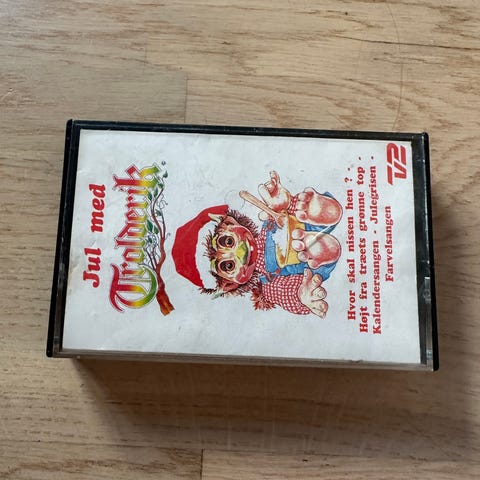 Jul med
Trolderik
Hvor skal nissen hen ? -
Højt fra træets grønne top -
Kalendersangen - Julegrisen -
Farvelsangen
TV2